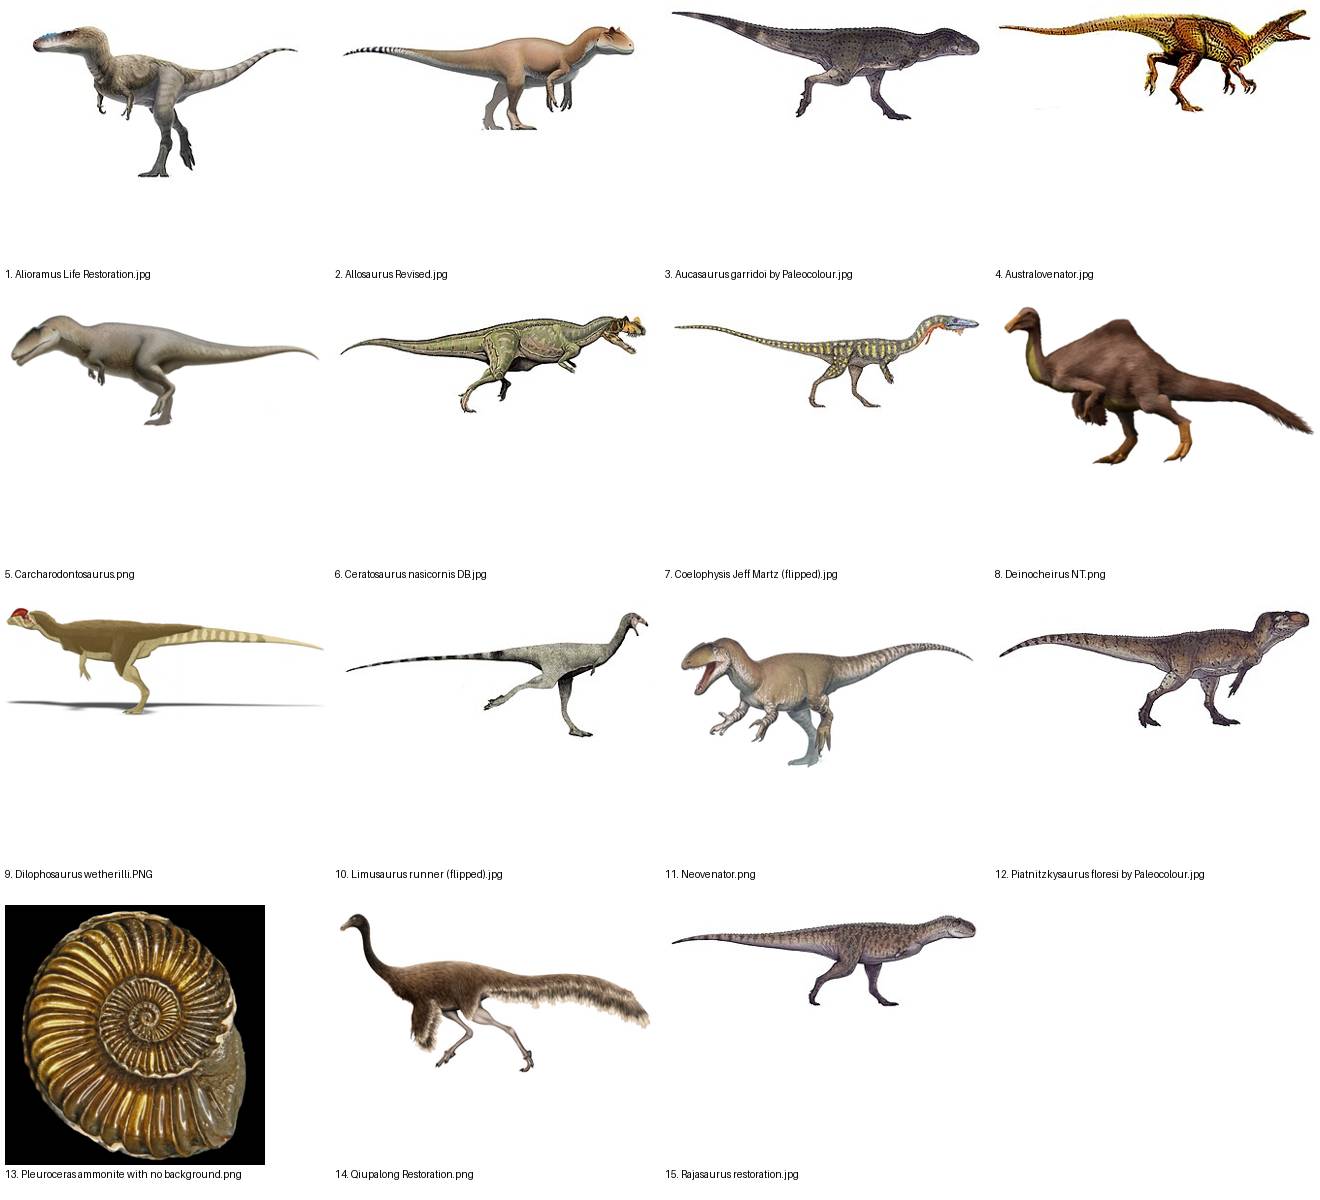 1. Alioramus Life Restoration.jpg
2. Allosaurus Revised.jpg
3. Aucasaurus garridoi by Paleocolour.jpg
4. Australovenator.jpg
5. Carcharodontosaurus.png
6. Ceratosaurus nasicornis DB.jpg
7. Coelophysis Jeff Martz (flipped).jpg
8. Deinocheirus NT.png
9. Dilophosaurus wetherilli.PNG
10. Limusaurus runner (flipped).jpg
11. Neovenator.png
12. Piatnitzkysaurus floresi by Paleocolour.jpg
13. Pleuroceras ammonite with no background.png
14. Qiupalong Restoration.png
15. Rajasaurus restoration.jpg